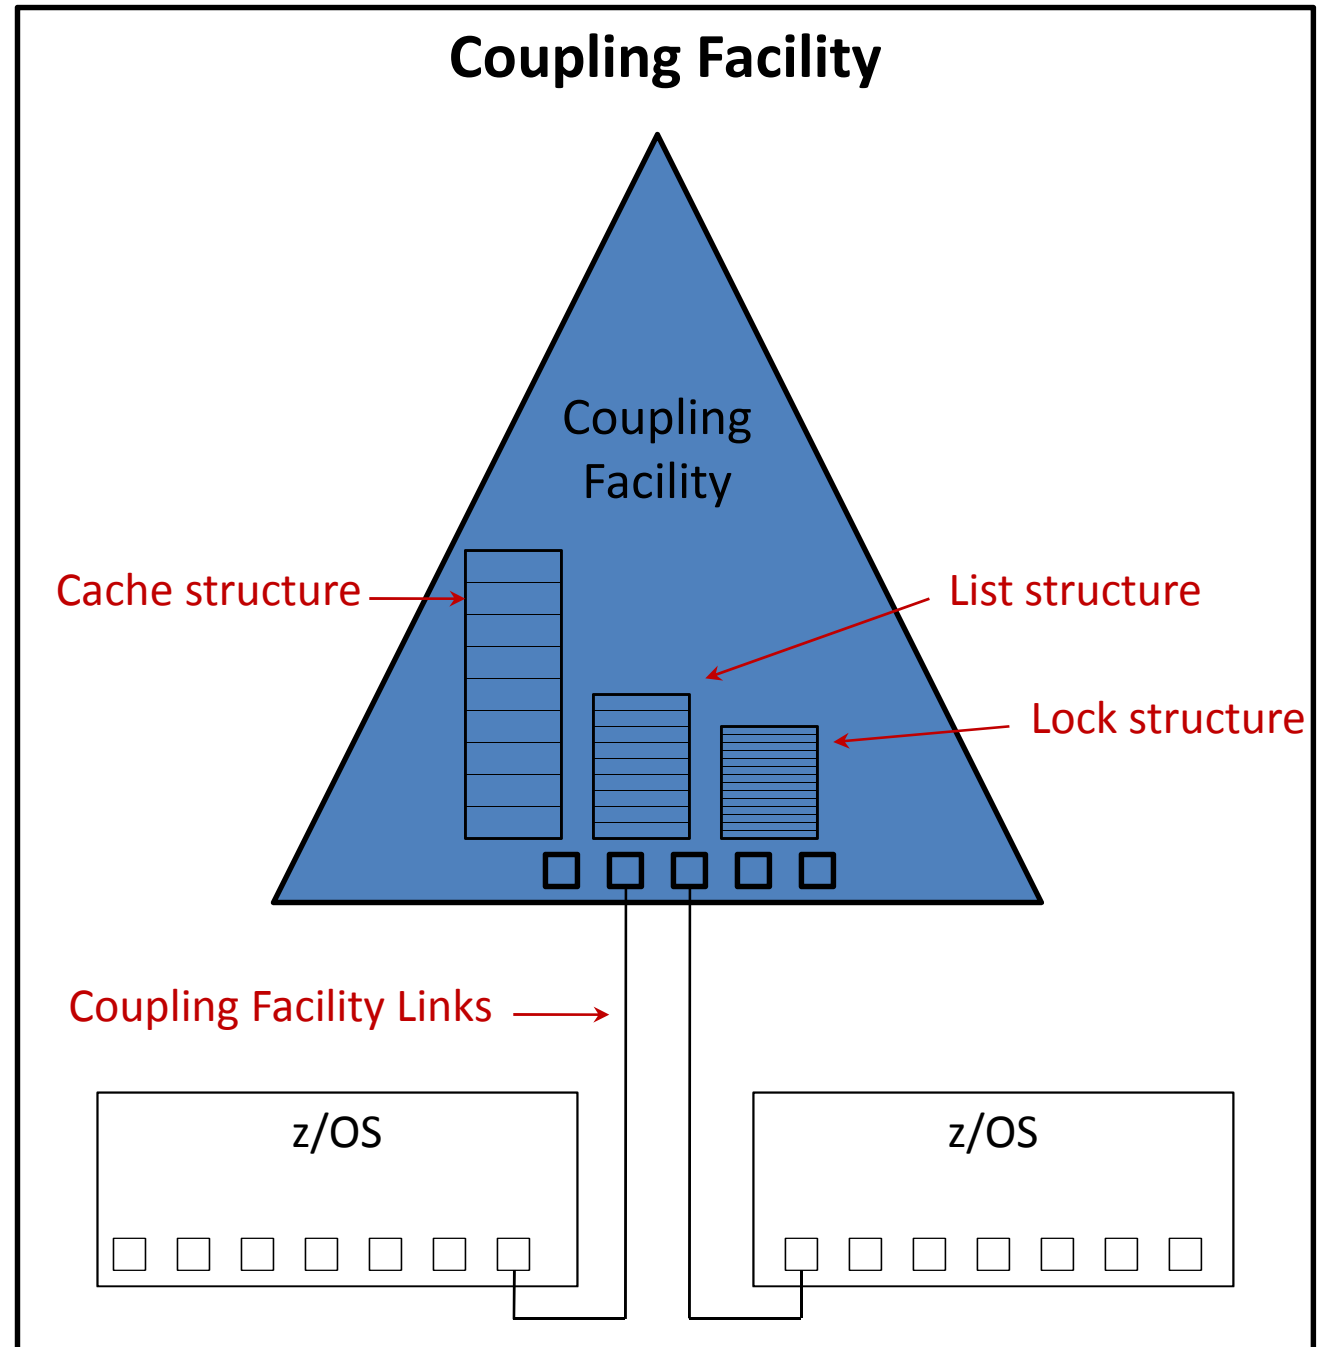 Coupling Facility
Coupling
Facility
Cache structure
List structure
Lock structure
Coupling Facility Links
z/OS
z/OS